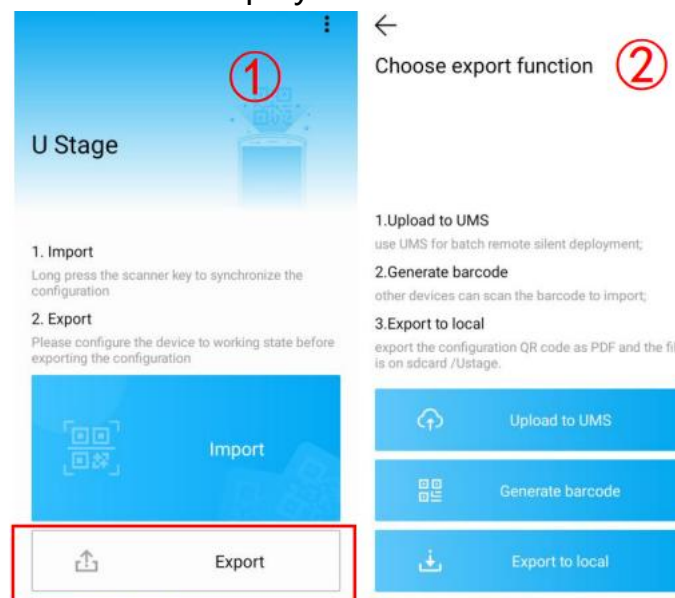 ①
U Stage
1. Import
Long press the scanner key to synchronize the
configuration
2. Export
Please configure the device to working state before
exporting the configuration
Import
Export
Choose export function
②
1.Upload to UMS
use UMS for batch remote silent deployment;
2.Generate barcode
other devices can scan the barcode to import;
3.Export to local
export the configuration QR code as PDF and the
is on sdcard /Ustage.
Upload to UMS
Generate barcode
Export to local